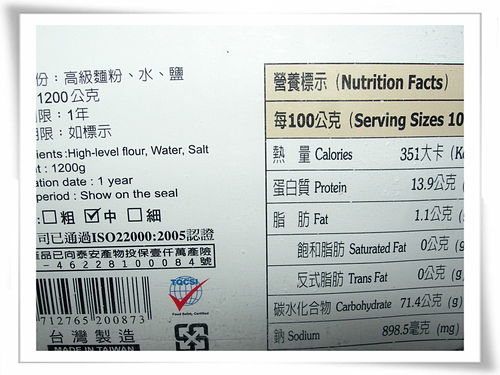 份：高級麵粉、水、鹽
1200公克
限：1年
限：如標示
ients :High-level flour, Water, Salt
t : 1200g
ation date : 1 year
period : Show on the seal
：□粗 ☑中 □細
司已通過ISO22000:2005認證
產品已向泰安產物投保壹仟萬產險
-46228100084號
712765 200873
台灣製造
MADE IN TAIWAN
TQCSI
Food Safety Certified
營養標示（Nutrition Facts）
每100公克（Serving Sizes 10
熱 量 Calories 351大卡 (K
蛋白質 Protein 13.9公克 (
脂 肪 Fat 1.1公克 (
飽和脂肪 Saturated Fat 0公克 (g
反式脂肪 Trans Fat 0公克 (g
碳水化合物 Carbohydrate 71.4公克 (g)
鈉 Sodium 898.5毫克 (mg)